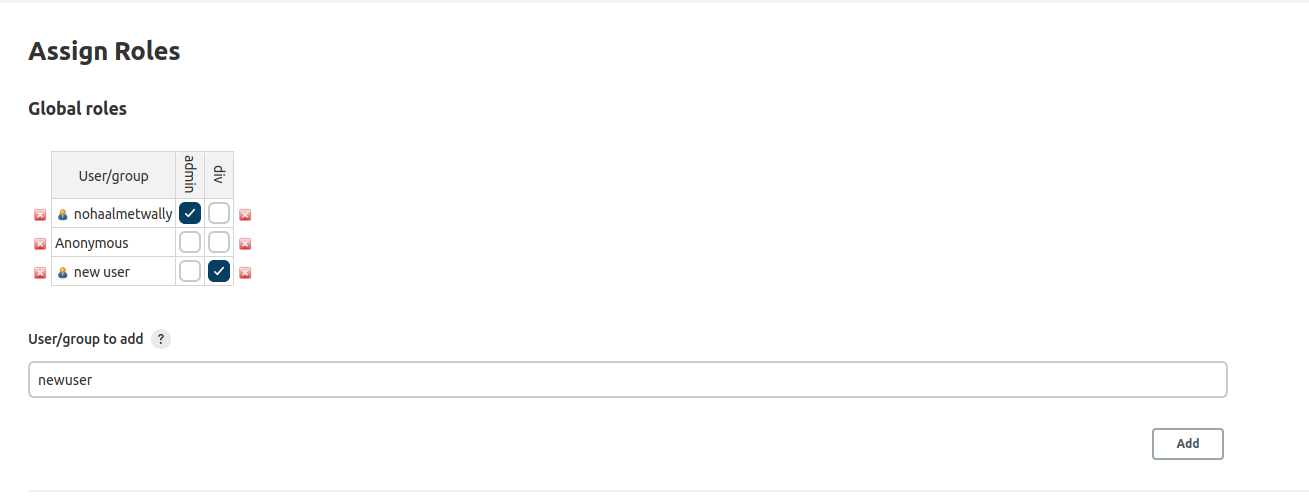 Assign Roles
Global roles
User/group admin div
nohaalmetwally
Anonymous
new user
User/group to add ?
newuser
Add